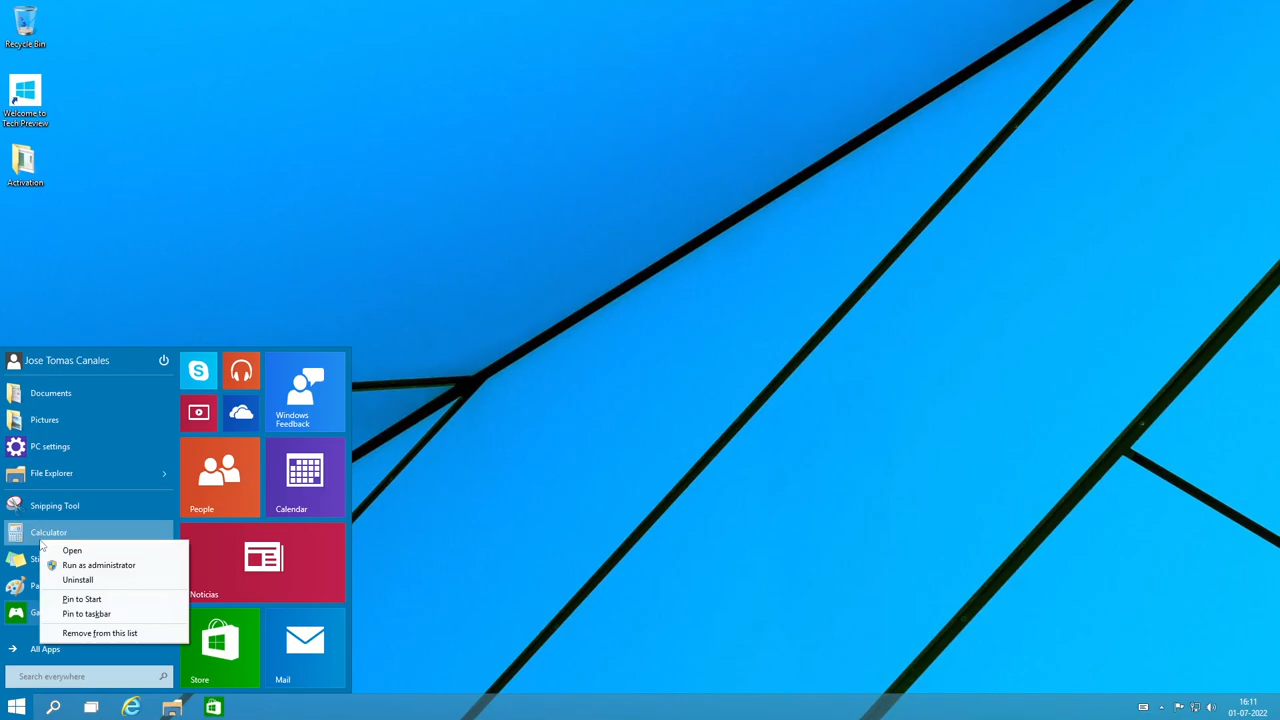 Recycle Bin
Welcome to
Tech Preview
Activation
Jose Tomas Canales
Documents
Pictures
PC settings
File Explorer
Snipping Tool
Calculator
Open
Run as administrator
Uninstall
Pin to Start
Pin to taskbar
Remove from this list
All Apps
Search everywhere
Windows
Feedback
People
Calendar
Noticias
Store
Mail
16:11
01-07-2022